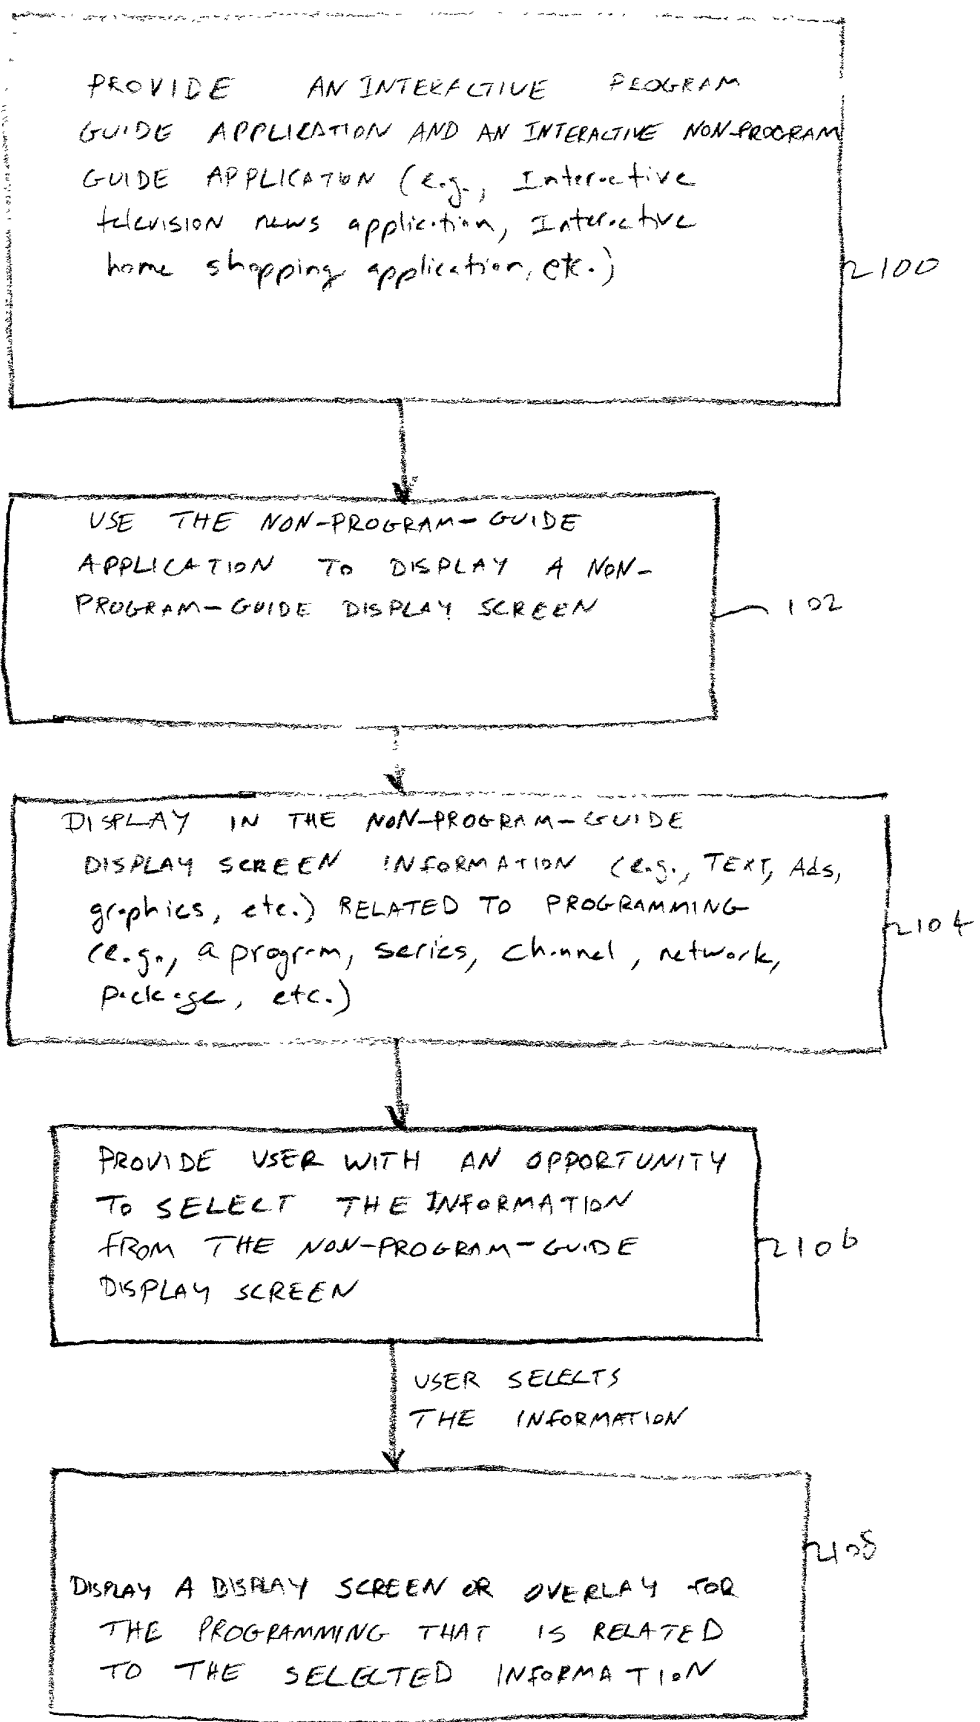 PROVIDE AN INTERACTIVE PROGRAM
GUIDE APPLICATION AND AN INTERACTIVE NON-PROGRAM
GUIDE APPLICATION (e.g., Interactive
television news application, Interactive
home shopping application, etc.)
100
USE THE NON-PROGRAM-GUIDE
APPLICATION TO DISPLAY A NON-
PROGRAM-GUIDE DISPLAY SCREEN
102
DISPLAY IN THE NON-PROGRAM-GUIDE
DISPLAY SCREEN INFORMATION (e.g., TEXT, Ads,
graphics, etc.) RELATED TO PROGRAMMING
(e.g., a program, series, channel, network,
package, etc.)
104
PROVIDE USER WITH AN OPPORTUNITY
TO SELECT THE INFORMATION
FROM THE NON-PROGRAM-GUIDE
DISPLAY SCREEN
106
USER SELECTS
THE INFORMATION
108
DISPLAY A DISPLAY SCREEN OR OVERLAY FOR
THE PROGRAMMING THAT IS RELATED
TO THE SELECTED INFORMATION